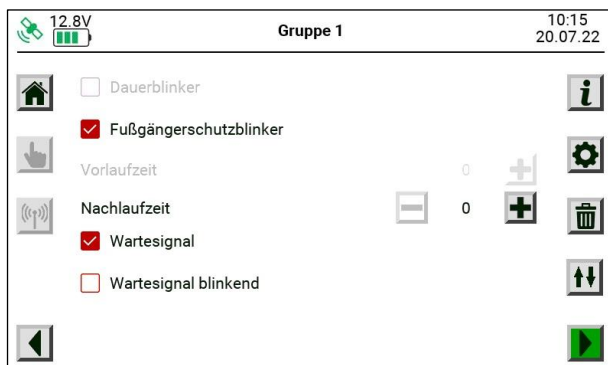 12.8V
Gruppe 1
10:15
20.07.22
Dauerblinker
Fußgängerschutzblinker
Vorlaufzeit 0
Nachlaufzeit 0
Wartesignal
Wartesignal blinkend